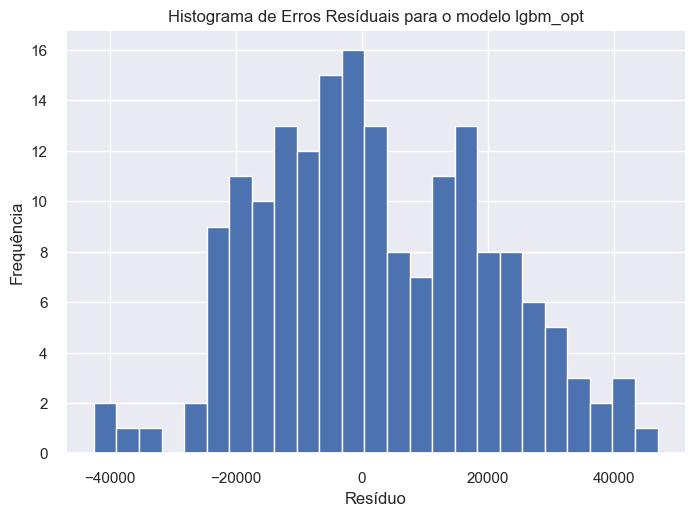 Histograma de Erros Resíduais para o modelo lgbm_opt
16
14
12
10
8
6
4
2
0
Frequência
−40000 −20000 0 20000 40000
Resíduo